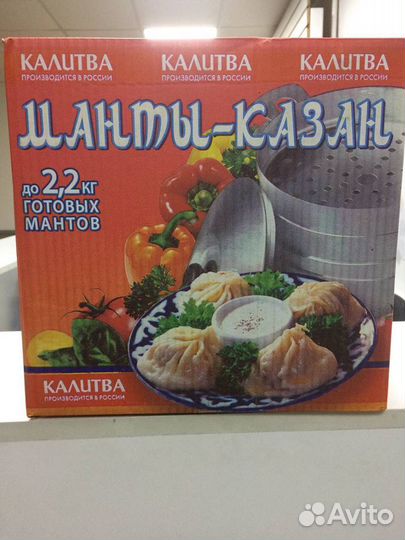 КАЛИТВА КАЛИТВА КАЛИТВА
ПРОИЗВОДИТСЯ В РОССИИ ПРОИЗВОДИТСЯ В РОССИИ ПРОИЗВОДИТСЯ В РОССИИ
МАНТЫ-КАЗАН
до 2,2 кг
ГОТОВЫХ
МАНТОВ
КАЛИТВА
ПРОИЗВОДИТСЯ В РОССИИ
Avito